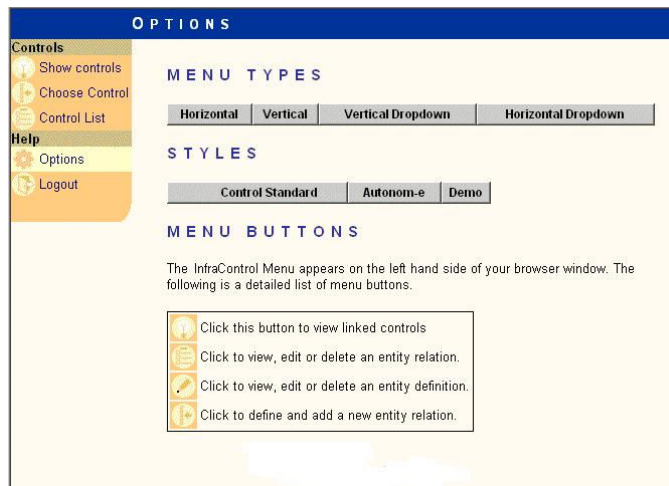 OPTIONS
Controls
Show controls
Choose Control
Control List
Help
Options
Logout
MENU TYPES
Horizontal Vertical Vertical Dropdown Horizontal Dropdown
STYLES
Control Standard Autonom-e Demo
MENU BUTTONS
The InfraControl Menu appears on the left hand side of your browser window. The
following is a detailed list of menu buttons.
Click this button to view linked controls
Click to view, edit or delete an entity relation.
Click to view, edit or delete an entity definition.
Click to define and add a new entity relation.